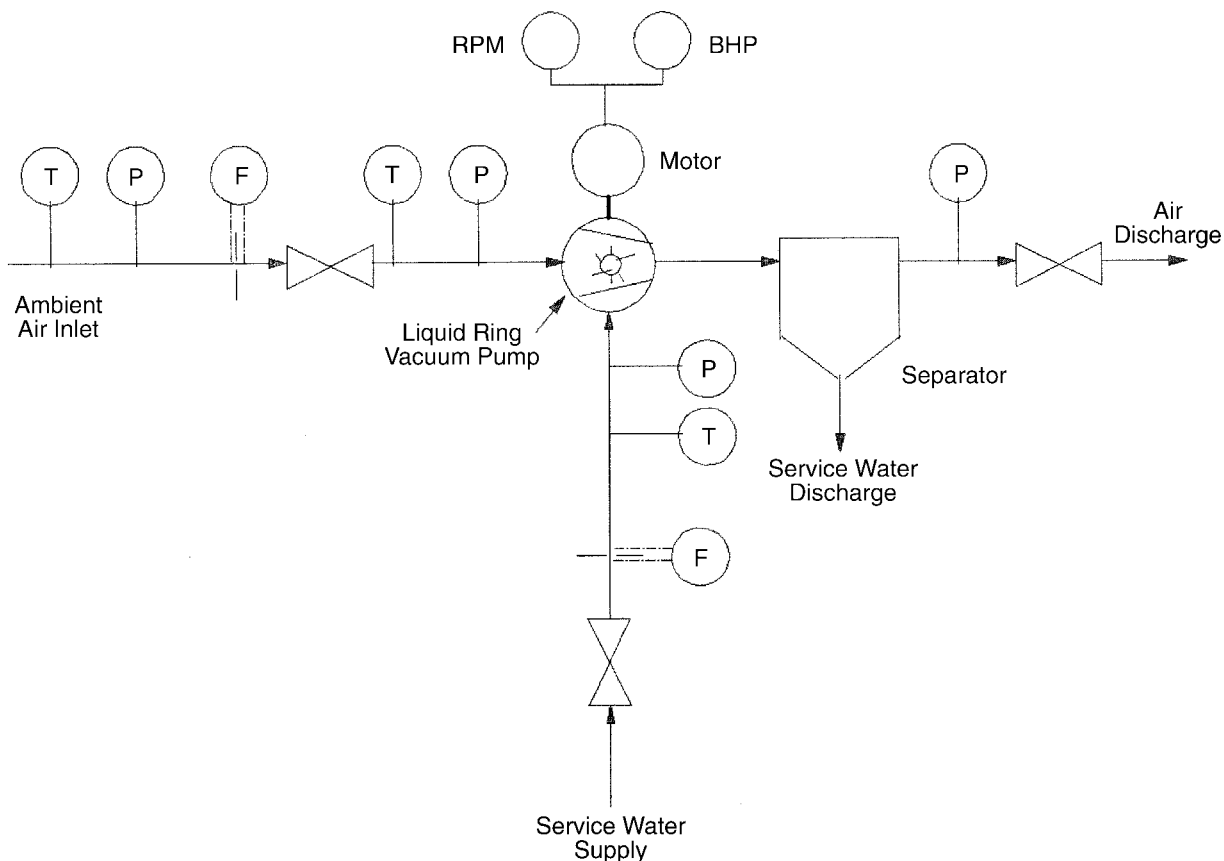 RPM
BHP
T
P
F
T
P
Motor
P
Air
Discharge
Ambient
Air Inlet
Liquid Ring
Vacuum Pump
P
Separator
T
Service Water
Discharge
F
Service Water
Supply